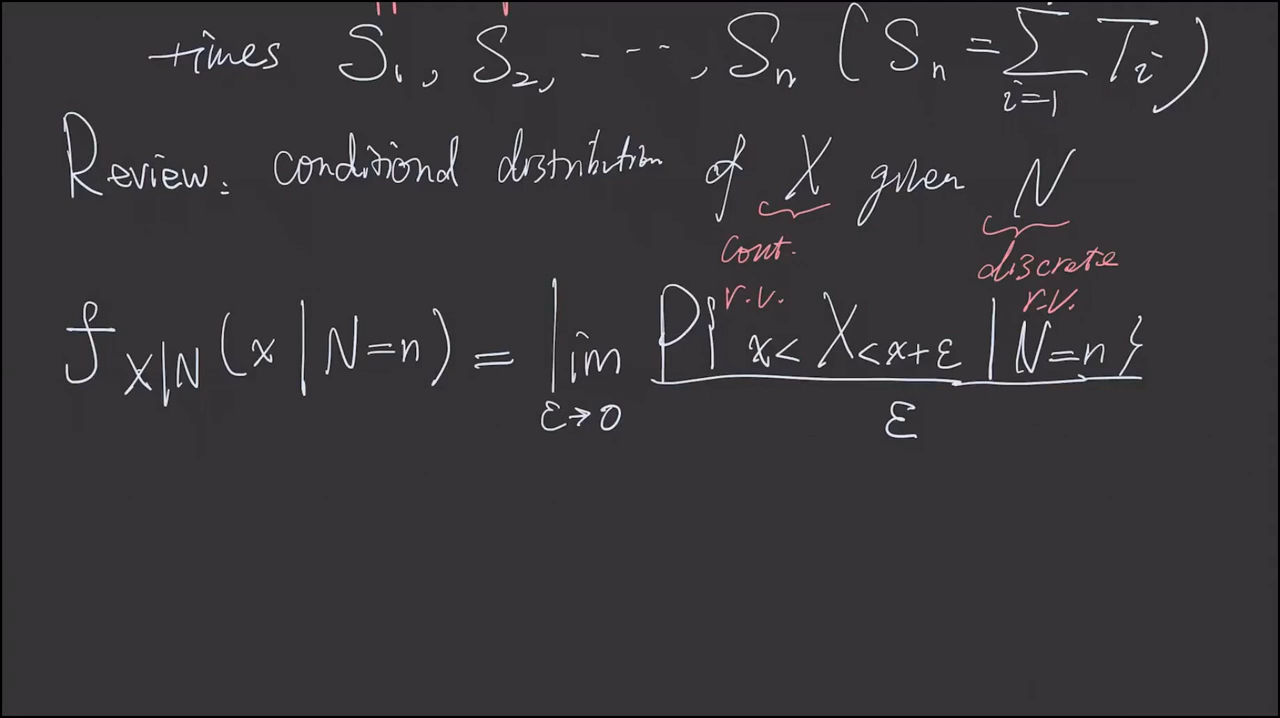 times S₁, S₂, - - - -, Sₙ ( Sₙ = ∑ᵢ₌₁ Tᵢ )
Review: conditional distribution of X given N
cont. discrete
r.v. r.v.
f_{X|N} (x | N=n) = lim_{ε→0} P{ x< X < x+ε | N=n } / ε